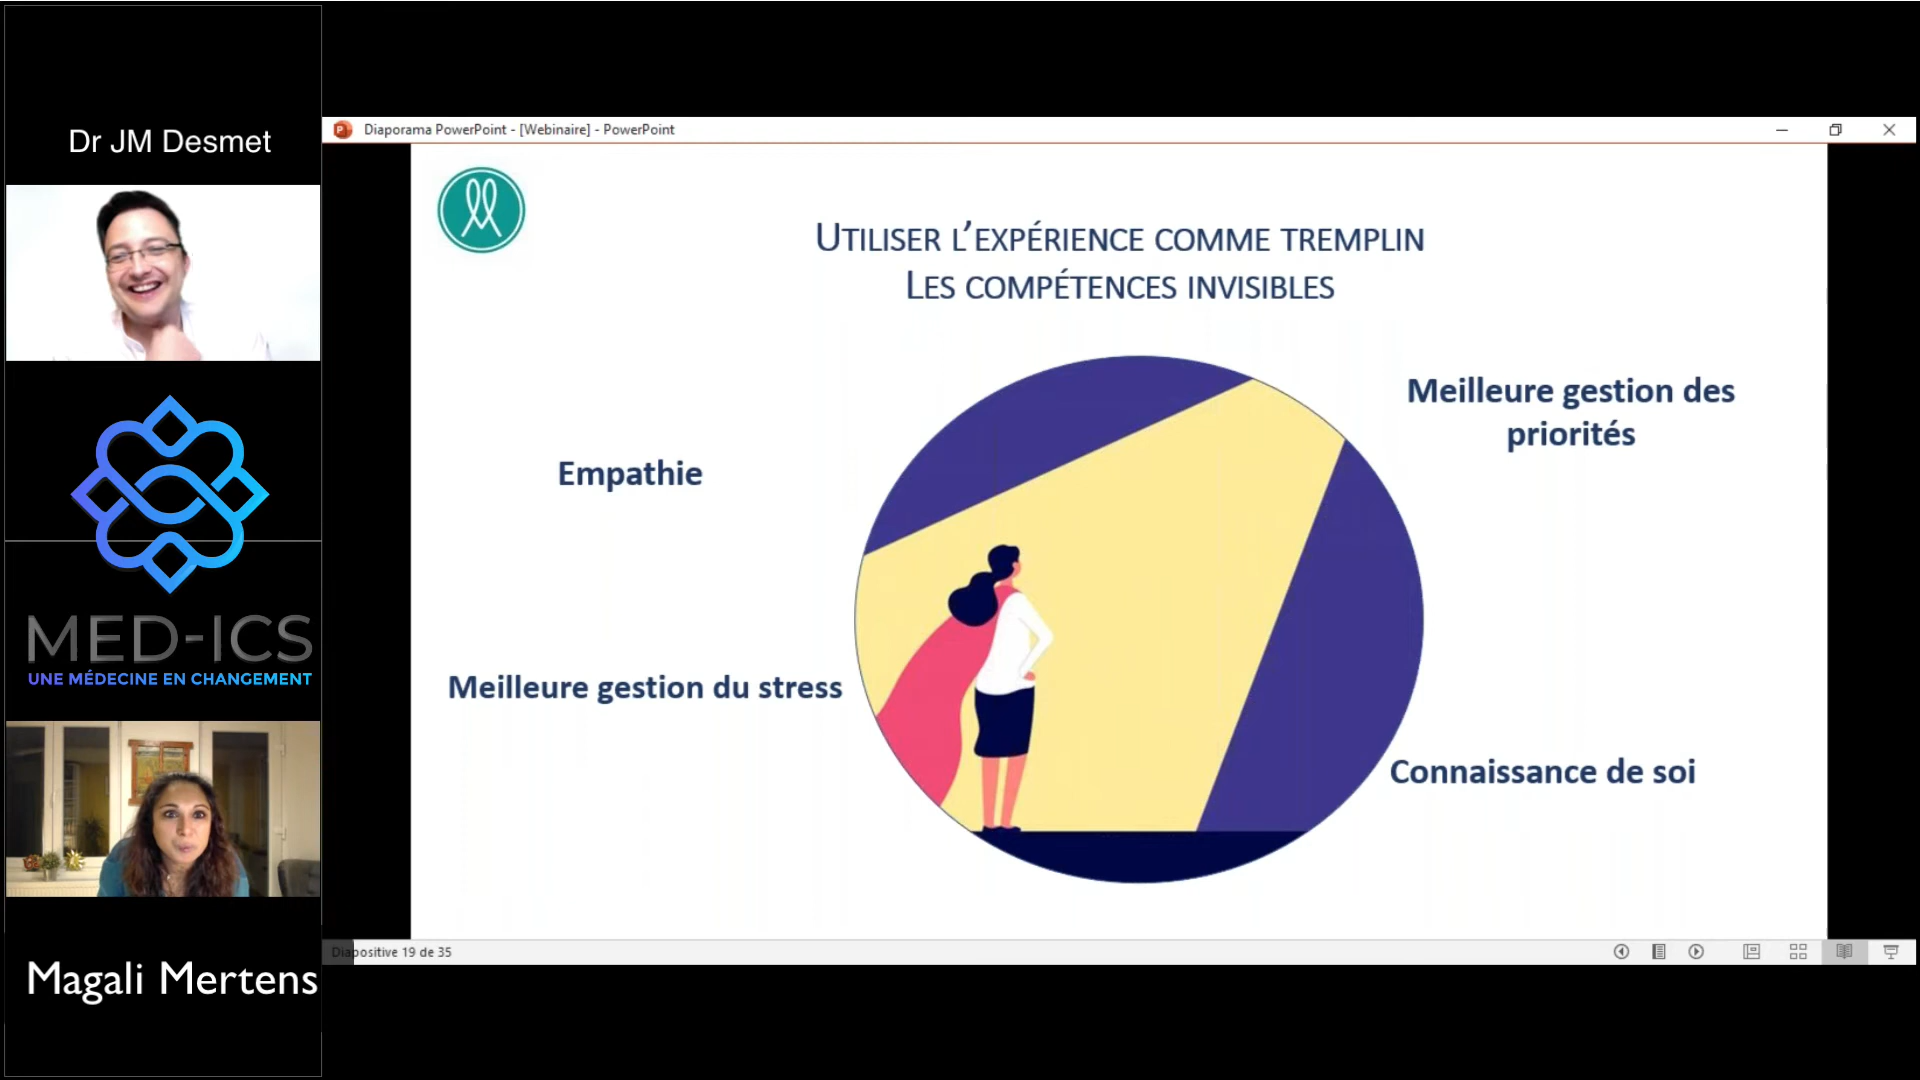 Dr JM Desmet
MED-ICS
UNE MÉDECINE EN CHANGEMENT
Magali Mertens
Diaporama PowerPoint - [Webinaire] - PowerPoint
UTILISER L'EXPÉRIENCE COMME TREMPLIN
LES COMPÉTENCES INVISIBLES
Meilleure gestion des
priorités
Empathie
Meilleure gestion du stress
Connaissance de soi
Diapositive 19 de 35